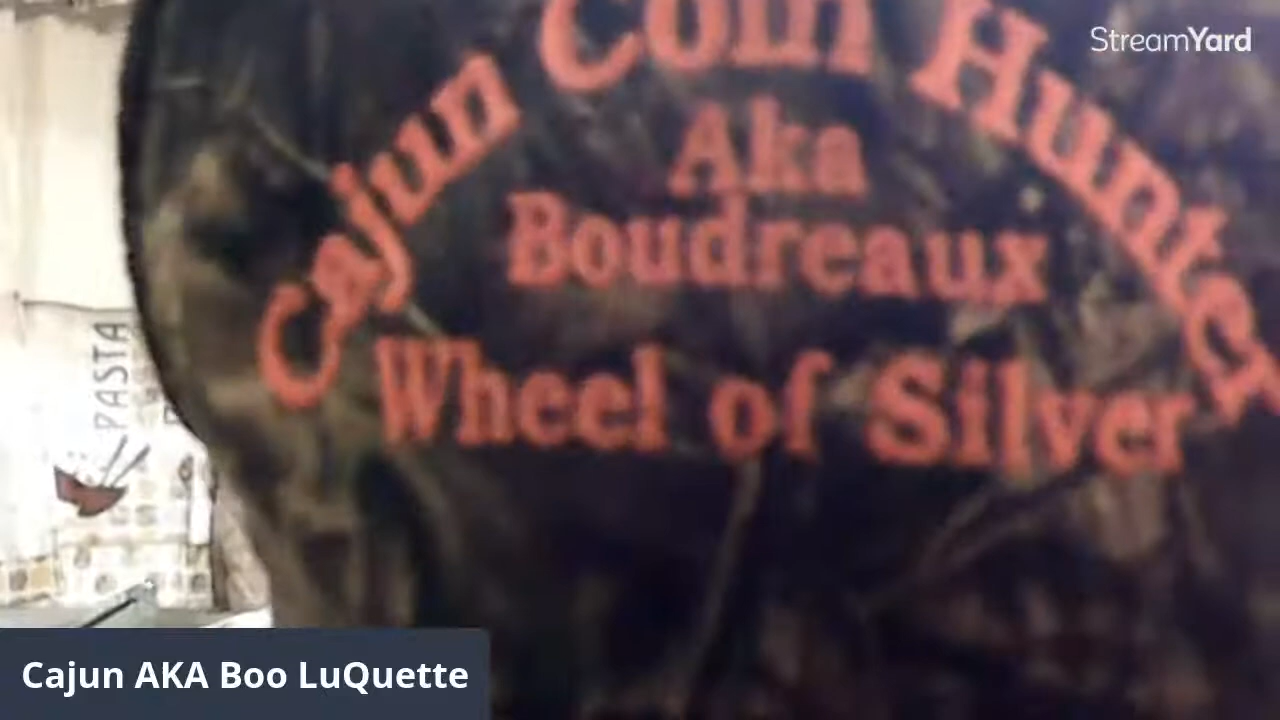 StreamYard
Cajun Coin Hunter
Aka
Boudreaux
Wheel of Silver
PASTA
Cajun AKA Boo LuQuette